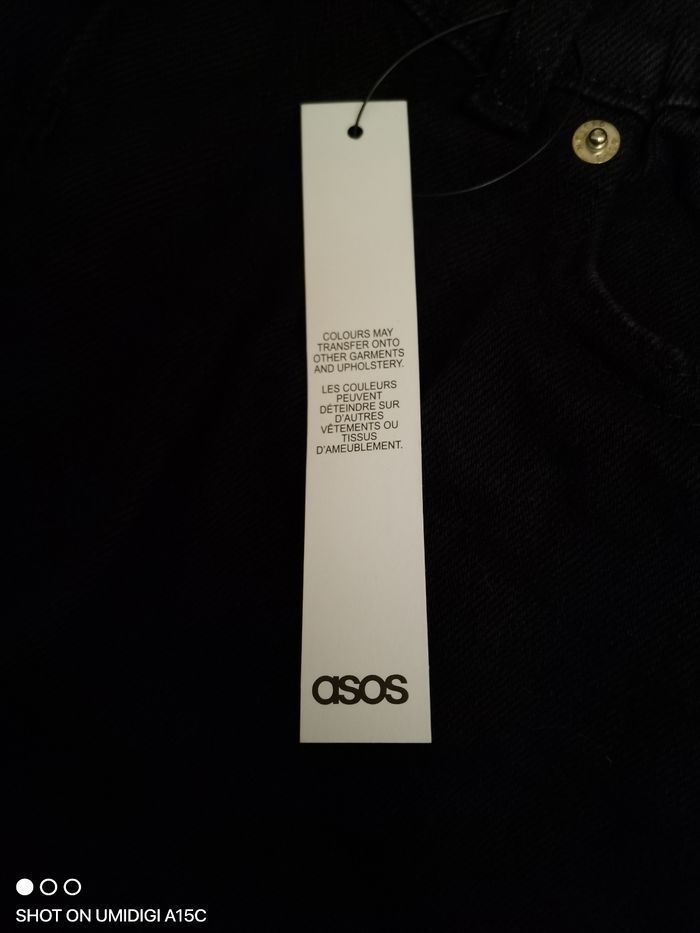 COLOURS MAY
TRANSFER ONTO
OTHER GARMENTS
AND UPHOLSTERY.
LES COULEURS
PEUVENT
DÉTEINDRE SUR
D'AUTRES
VÊTEMENTS OU
TISSUS
D'AMEUBLEMENT.
asos
SHOT ON UMIDIGI A15C